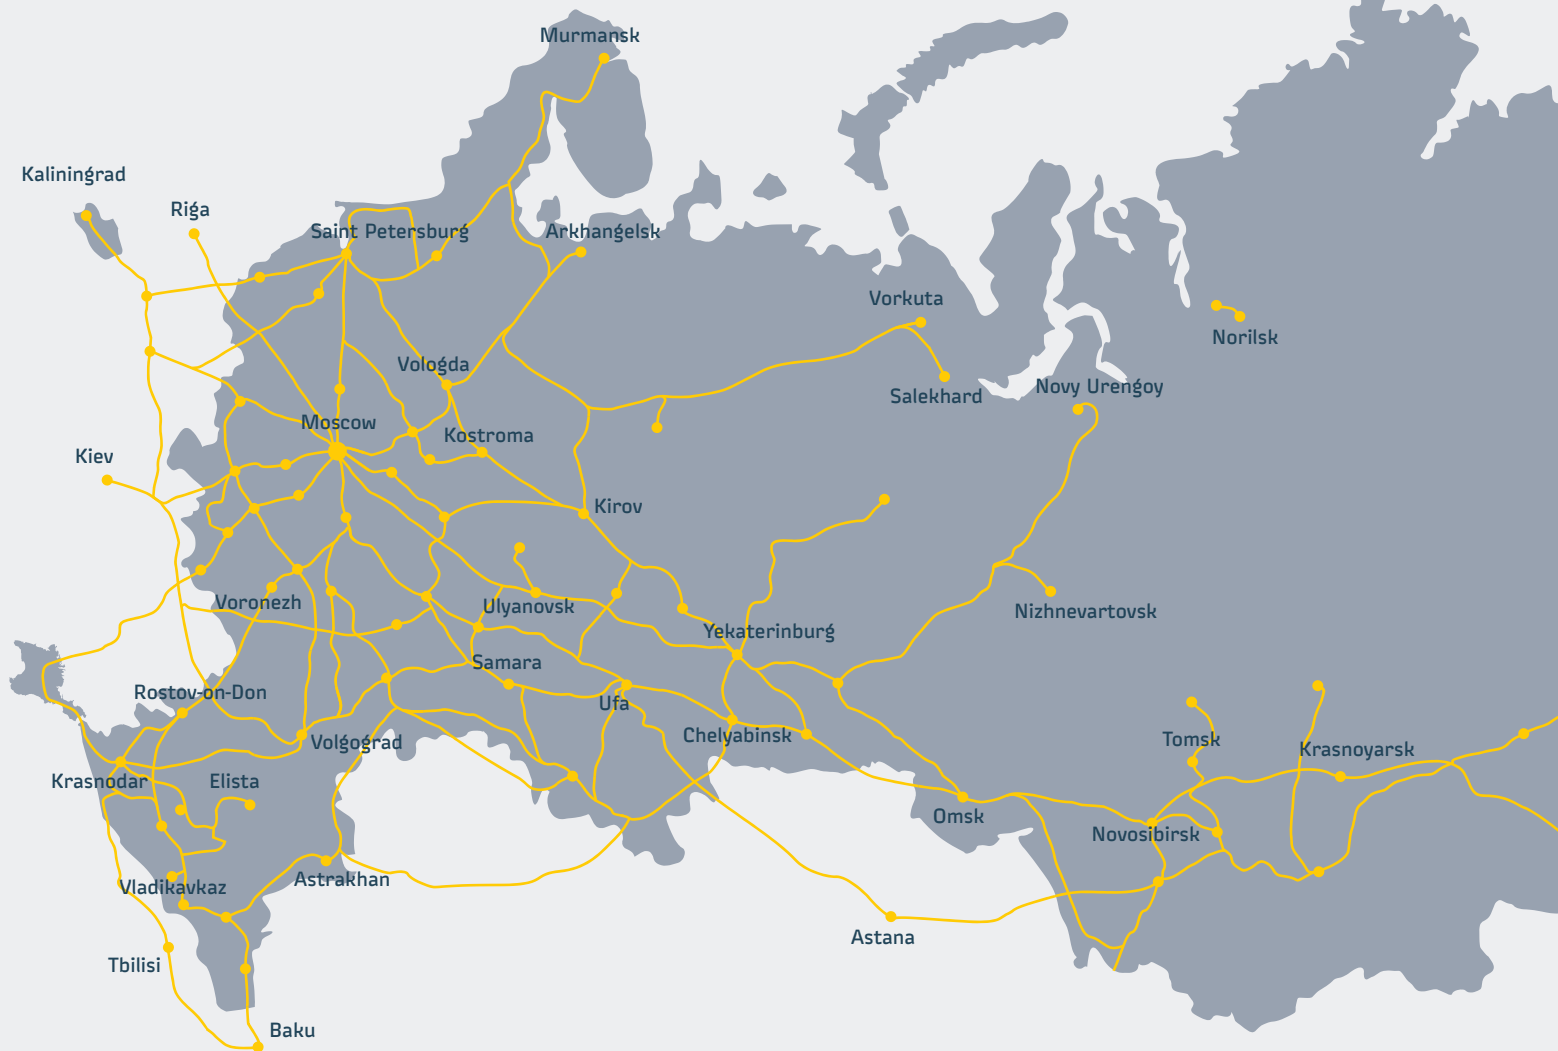 Murmansk
Kaliningrad
Riga
Saint Petersburg
Arkhangelsk
Vorkuta
Norilsk
Vologda
Salekhard
Novy Urengoy
Moscow
Kostroma
Kiev
Kirov
Voronezh
Ulyanovsk
Nizhnevartovsk
Yekaterinburg
Samara
Rostov-on-Don
Ufa
Volgograd
Chelyabinsk
Tomsk
Krasnoyarsk
Krasnodar
Elista
Omsk
Novosibirsk
Vladikavkaz
Astrakhan
Astana
Tbilisi
Baku